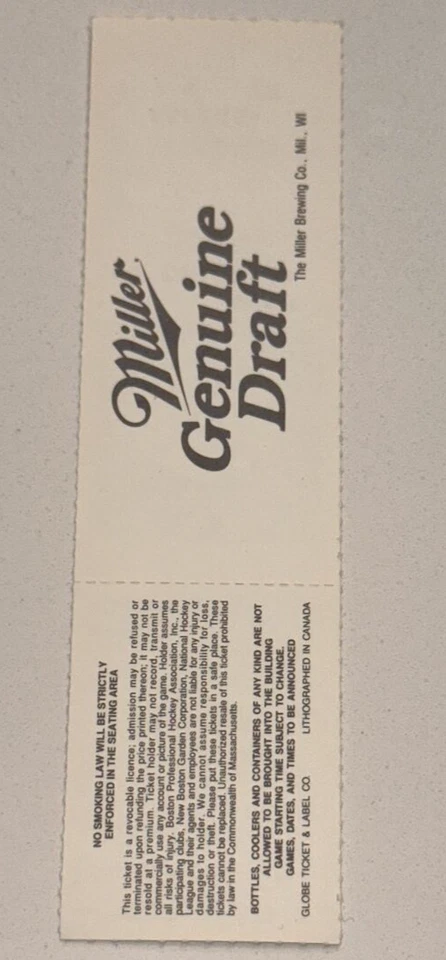 NO SMOKING LAW WILL BE STRICTLY
ENFORCED IN THE SEATING AREA
This ticket is a revocable licence; admission may be refused or
terminated upon refunding the price printed thereon; it may not be
resold at a premium. Ticket holder may not record, transmit or
commercially use any account or picture of the game. Holder assumes
all risks of injury. Boston Professional Hockey Association, Inc., the
participating clubs, New Boston Garden Corporation, National Hockey
League and their agents and employees are not liable for any injury or
damages to holder. We cannot assume responsibility for loss,
destruction or theft. Please put these tickets in a safe place. These
tickets cannot be replaced. Unauthorized resale of this ticket prohibited
by law in the Commonwealth of Massachusetts.
BOTTLES, COOLERS AND CONTAINERS OF ANY KIND ARE NOT
ALLOWED TO BE BROUGHT INTO THE BUILDING
GAME STARTING TIME SUBJECT TO CHANGE.
GAMES, DATES, AND TIMES TO BE ANNOUNCED
GLOBE TICKET & LABEL CO. LITHOGRAPHED IN CANADA
Miller
Genuine
Draft
The Miller Brewing Co., Mil., WI